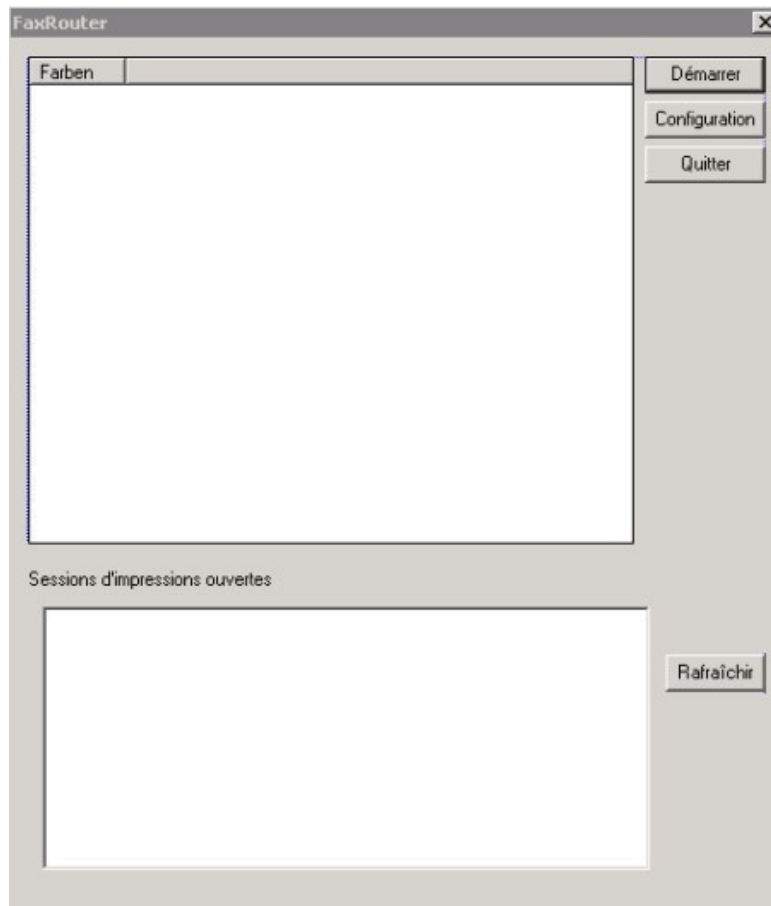 FaxRouter
Farben
Démarrer
Configuration
Quitter
Sessions d'impressions ouvertes
Rafraîchir